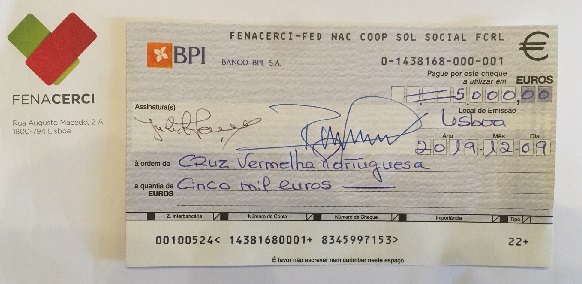 FENACERCI
Rua Augusto Macedo, 2 A
1600-794 Lisboa
FENACERCI-FED NAC COOP SOL SOCIAL FCRL
BPI BANCO BPI, S.A. 0-1438168-000-001
Pague por este cheque
a utilizar em EUROS
5000,00
Assinatura(s) Local de Emissão
Lisboa
Ano Mês Dia
2019.12.09
à ordem da Cruz Vermelha Portuguesa
a quantia de Cinco mil euros
EUROS
Z. Interbancária Número de Conta Número de Cheque Importância Tipo
00100524< 14381680001+ 8345997153> 22+
É favor não escrever nem carimbar neste espaço